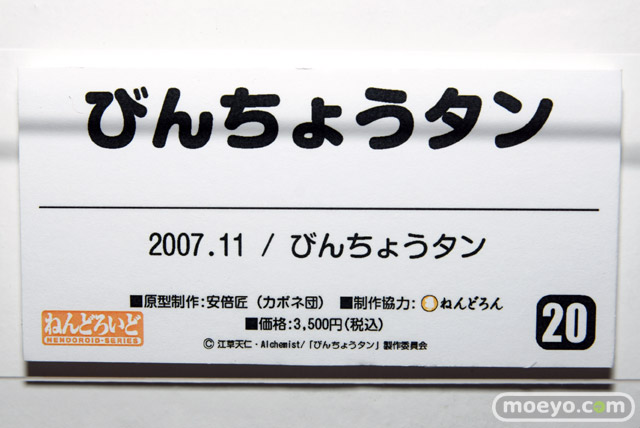 びんちょうタン
2007.11 / びんちょうタン
■原型制作:安倍匠(カボネ団) ■制作協力: ねんどろん
■価格:3,500円(税込)
ねんどろいど
NENDOROID-SERIES
20
© 江草天仁・Alchemist/「びんちょうタン」製作委員会
moeyo.com